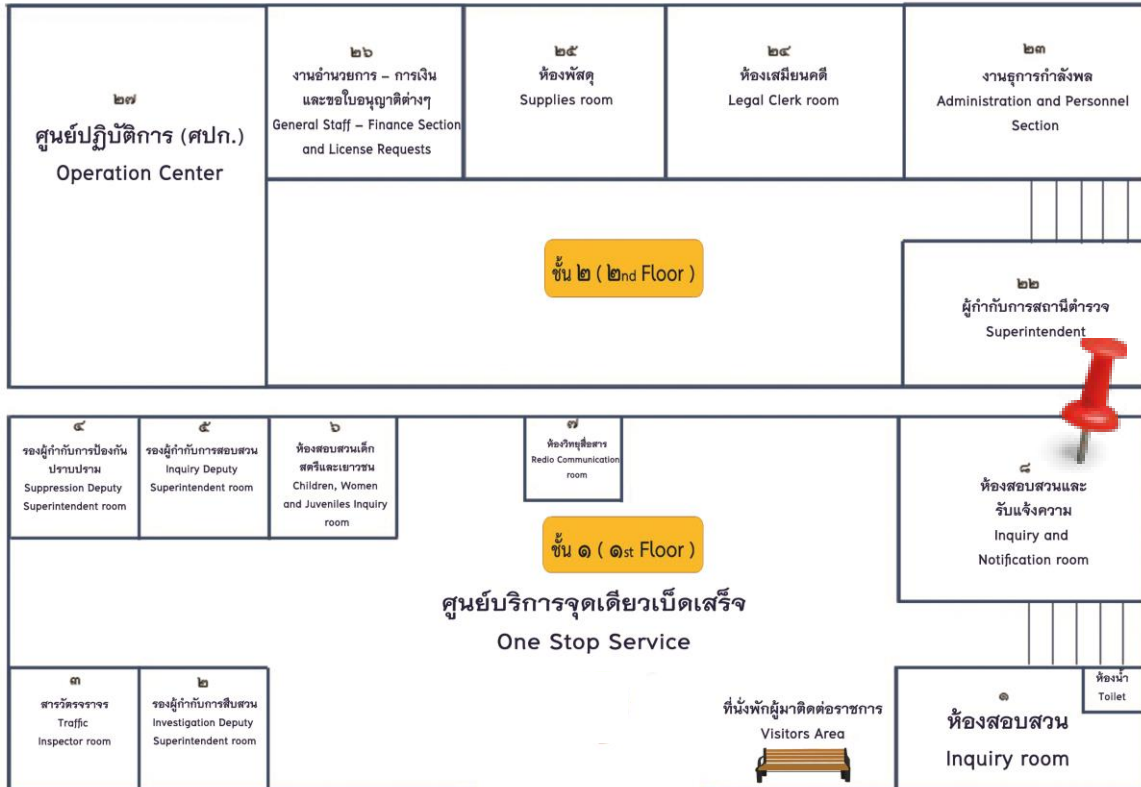 ๒๗
ศูนย์ปฏิบัติการ (ศปก.)
Operation Center
๒๖
งานอำนวยการ – การเงิน
และขอใบอนุญาติต่างๆ
General Staff – Finance Section
and License Requests
๒๕
ห้องพัสดุ
Supplies room
๒๔
ห้องเสมียนคดี
Legal Clerk room
๒๓
งานธุรการกำลังพล
Administration and Personnel
Section
ชั้น ๒ ( ๒nd Floor )
๒๒
ผู้กำกับการสถานีตำรวจ
Superintendent
๔
รองผู้กำกับการป้องกัน
ปราบปราม
Suppression Deputy
Superintendent room
๕
รองผู้กำกับการสอบสวน
Inquiry Deputy
Superintendent room
๖
ห้องสอบสวนเด็ก
สตรีและเยาวชน
Children, Women
and Juveniles Inquiry
room
๗
ห้องวิทยุสื่อสาร
Redio Communication
room
๘
ห้องสอบสวนและ
รับแจ้งความ
Inquiry and
Notification room
ชั้น ๑ ( ๑st Floor )
ศูนย์บริการจุดเดียวเบ็ดเสร็จ
One Stop Service
๓
สารวัตรจราจร
Traffic
Inspector room
๒
รองผู้กำกับการสืบสวน
Investigation Deputy
Superintendent room
ที่นั่งพักผู้มาติดต่อราชการ
Visitors Area
๑
ห้องสอบสวน
Inquiry room
ห้องน้ำ
Toilet